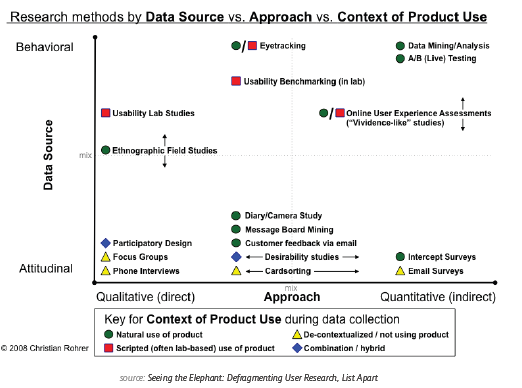 Research methods by Data Source vs. Approach vs. Context of Product Use
Behavioral
/ Eyetracking
Data Mining/Analysis
A/B (Live) Testing
Usability Benchmarking (in lab)
Usability Lab Studies
/ Online User Experience Assessments
("Vividence-like" studies)
Data Source
mix
Ethnographic Field Studies
Diary/Camera Study
Message Board Mining
Participatory Design
Customer feedback via email
Focus Groups
Desirability studies
Intercept Surveys
Attitudinal
Phone Interviews
Cardsorting
Email Surveys
mix
Qualitative (direct)
Approach
Quantitative (indirect)
Key for Context of Product Use during data collection
Natural use of product
De-contextualized / not using product
© 2008 Christian Rohrer
Scripted (often lab-based) use of product
Combination / hybrid
source: Seeing the Elephant: Defragmenting User Research, List Apart